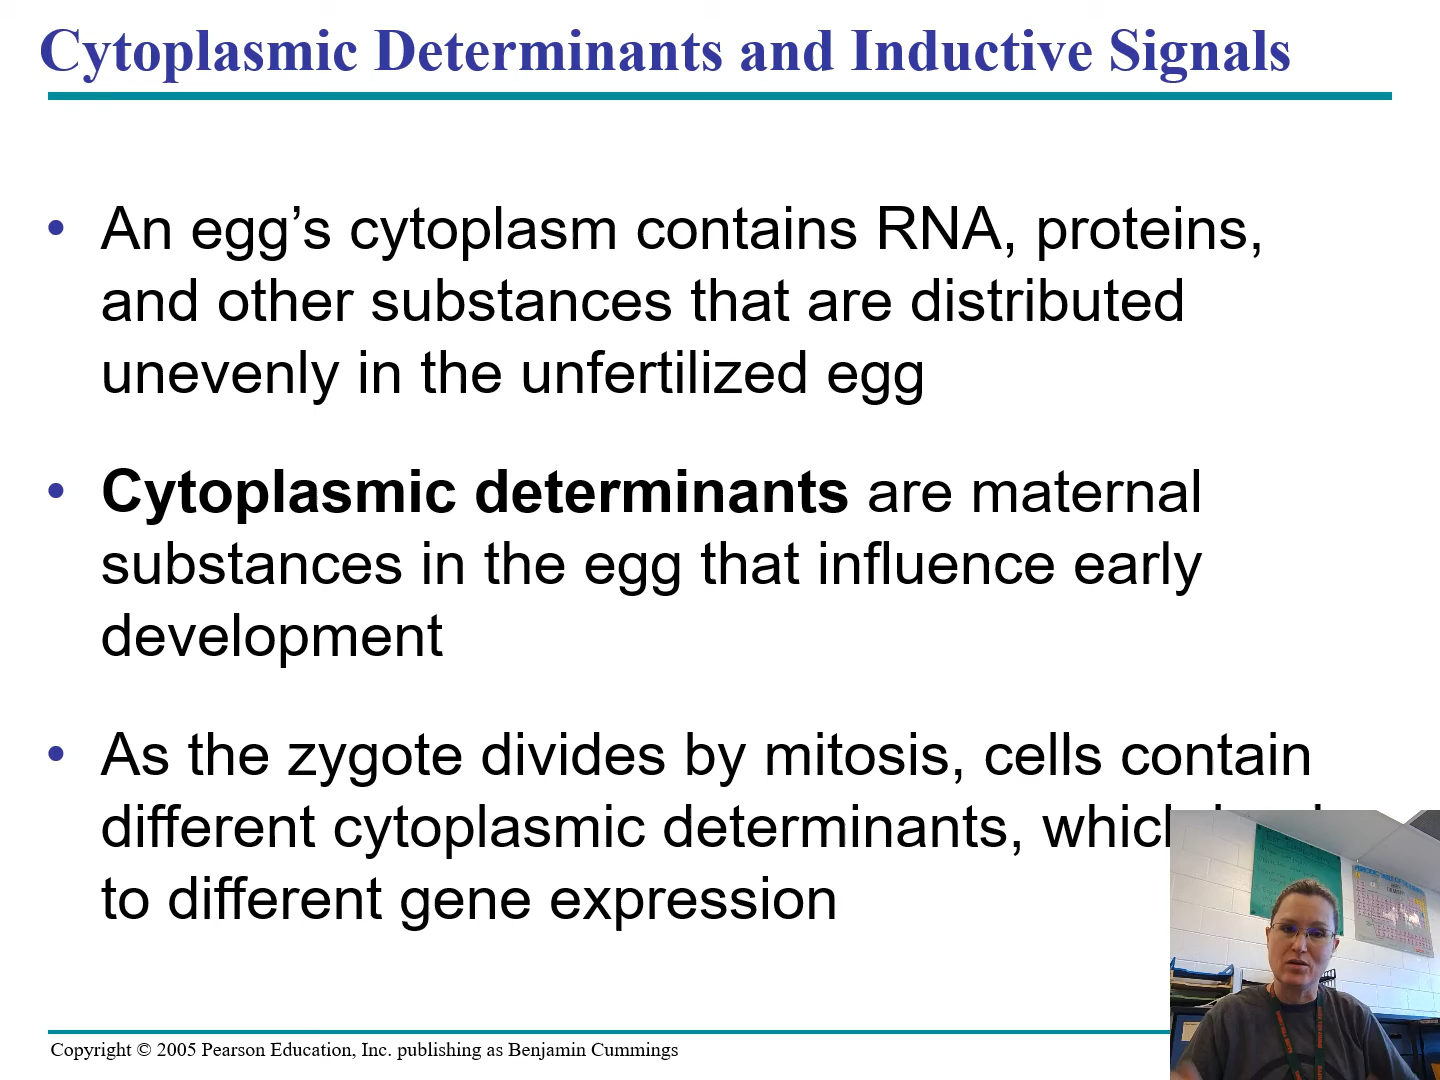 Cytoplasmic Determinants and Inductive Signals
• An egg’s cytoplasm contains RNA, proteins,
and other substances that are distributed
unevenly in the unfertilized egg
• Cytoplasmic determinants are maternal
substances in the egg that influence early
development
• As the zygote divides by mitosis, cells contain
different cytoplasmic determinants,
to different gene expression
Copyright © 2005 Pearson Education, Inc. publishing as Benjamin Cummings